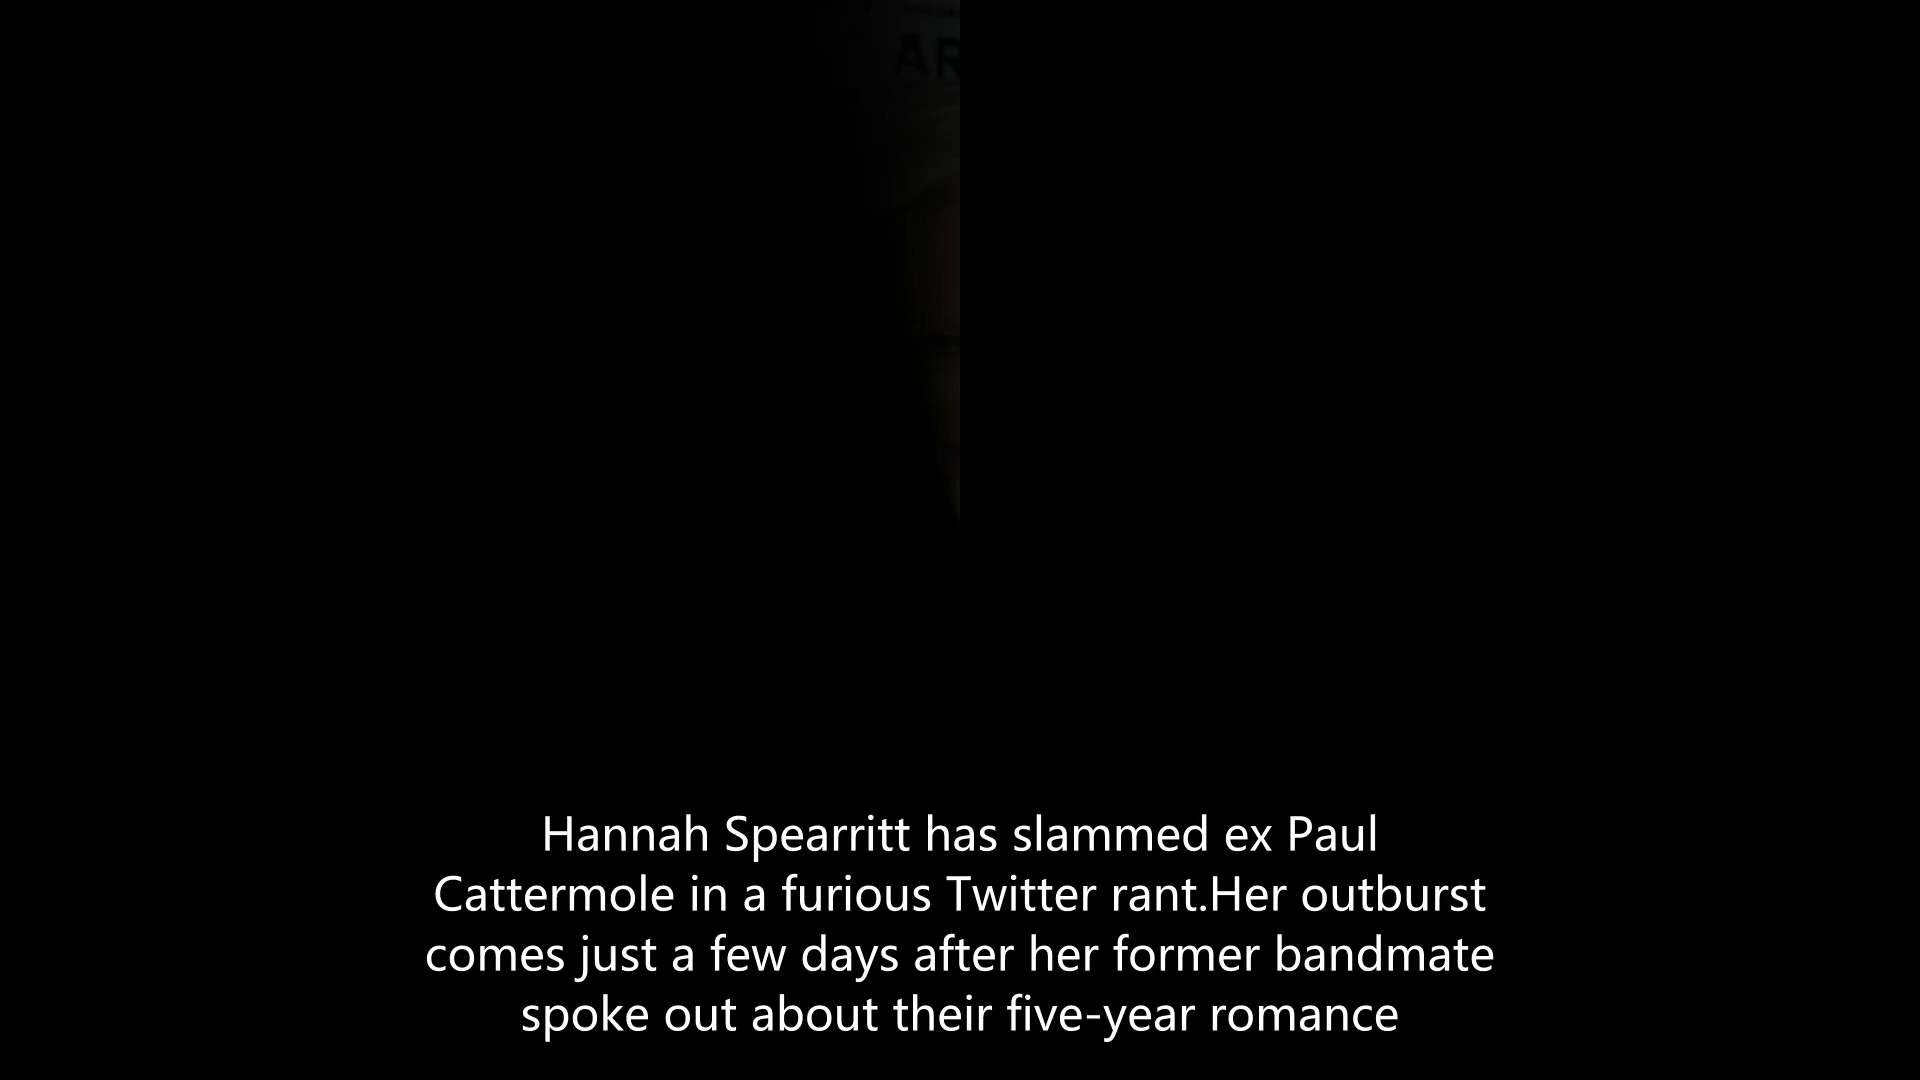 AR
Hannah Spearritt has slammed ex Paul
Cattermole in a furious Twitter rant.Her outburst
comes just a few days after her former bandmate
spoke out about their five-year romance